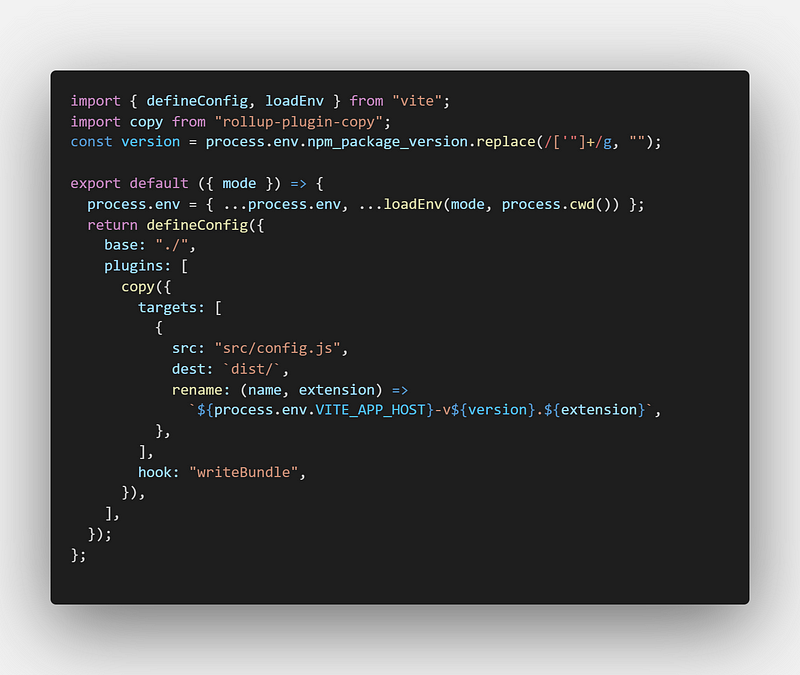 import { defineConfig, loadEnv } from "vite";
import copy from "rollup-plugin-copy";
const version = process.env.npm_package_version.replace(/['"]+/g, "");

export default ({ mode }) => {
  process.env = { ...process.env, ...loadEnv(mode, process.cwd()) };
  return defineConfig({
    base: "./",
    plugins: [
      copy({
        targets: [
          {
            src: "src/config.js",
            dest: `dist/`,
            rename: (name, extension) =>
              `${process.env.VITE_APP_HOST}-v${version}.${extension}`,
          },
        ],
        hook: "writeBundle",
      }),
    ],
  });
};